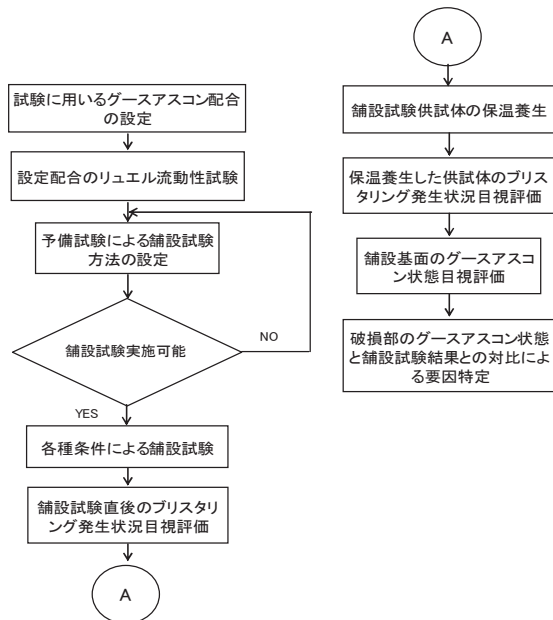 試験に用いるグースアスコン配合
の設定
設定配合のリュエル流動性試験
予備試験による舗設試験
方法の設定
舗設試験実施可能
NO
YES
各種条件による舗設試験
舗設試験直後のブリスタリ
ング発生状況目視評価
A
A
舗設試験供試体の保温養生
保温養生した供試体のブリス
タリング発生状況目視評価
舗設基面のグースアスコ
ン状態目視評価
破損部のグースアスコン状態
と舗設試験結果との対比によ
る要因特定